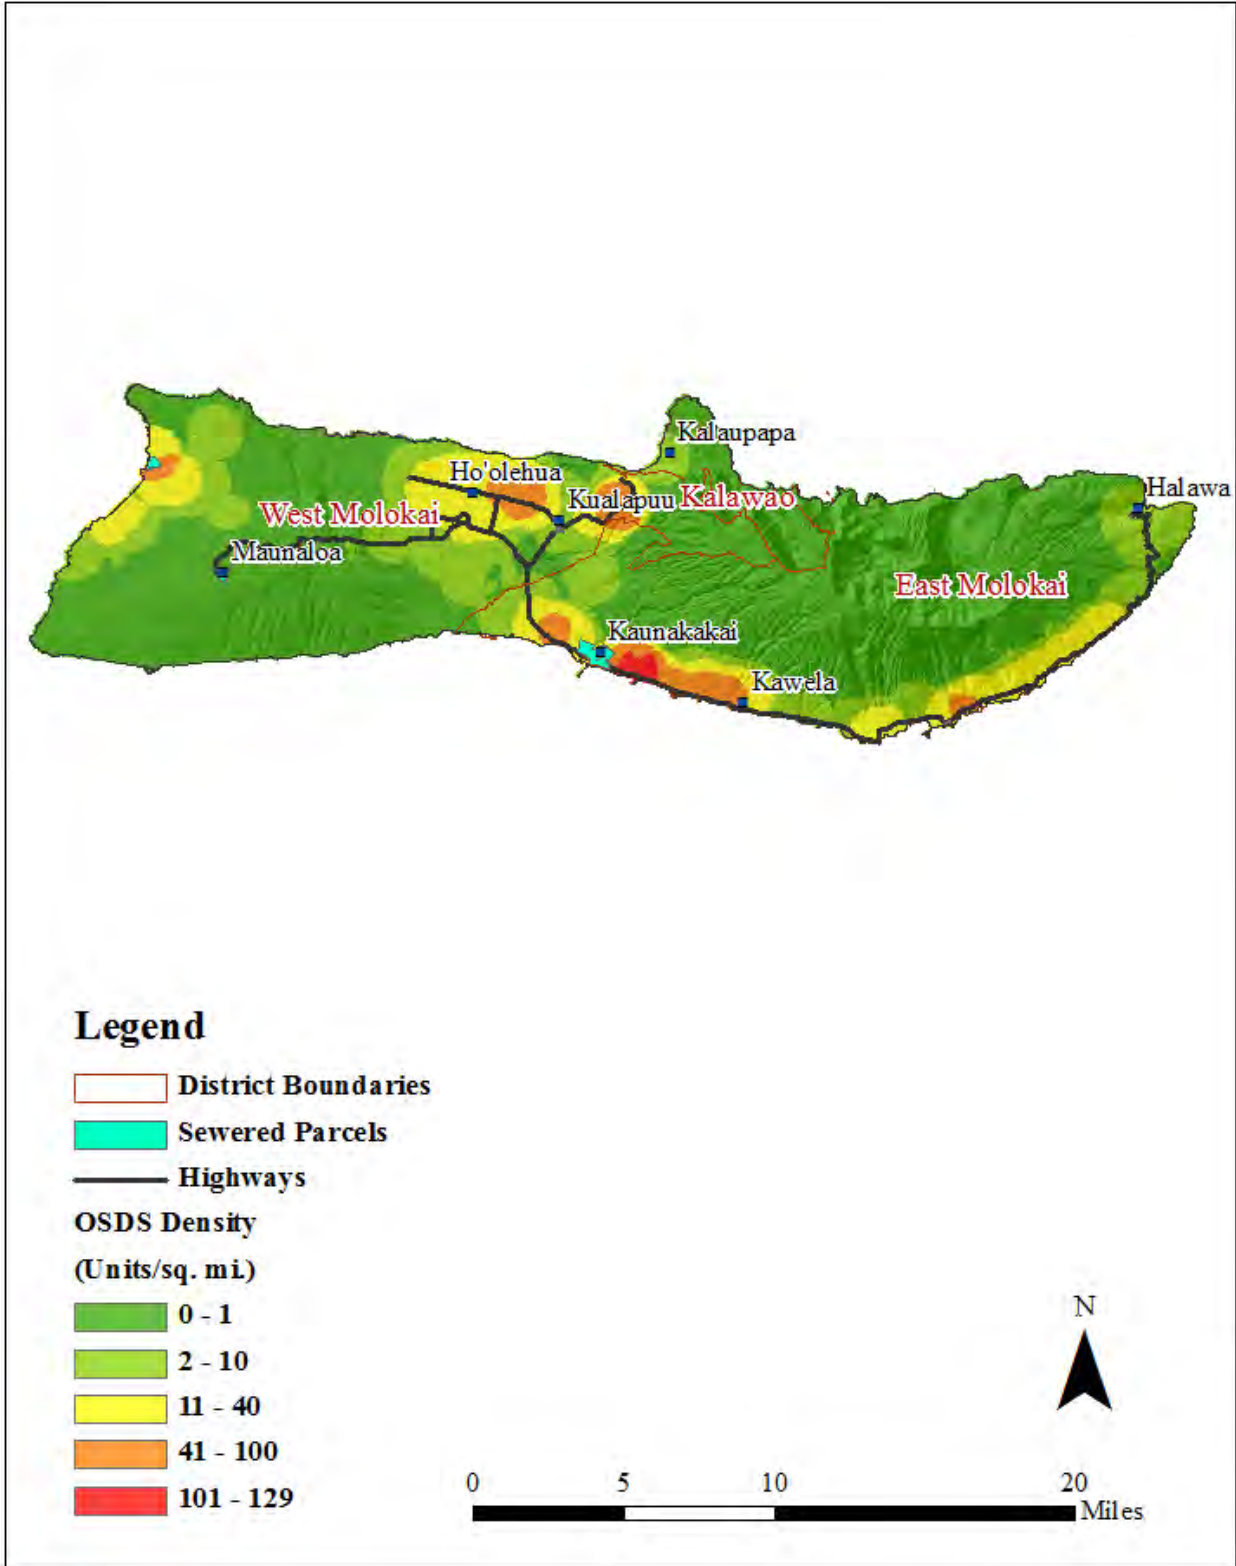 Kalaupapa
Ho'olehua
Kualapuu
Kalawao
Halawa
West Molokai
Maunaloa
East Molokai
Kaunakakai
Kawela
Legend
District Boundaries
Sewered Parcels
Highways
OSDS Density
(Units/sq. mi.)
0 - 1
2 - 10
11 - 40
41 - 100
101 - 129
N
0 5 10 20
Miles